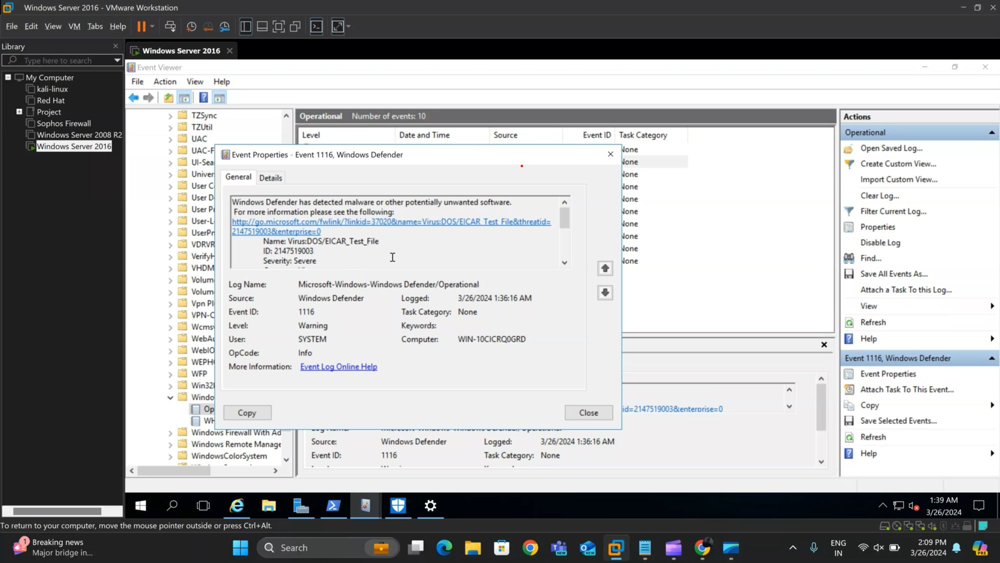 Windows Server 2016 - VMware Workstation
File Edit View VM Tabs Help
Library
Type here to search
My Computer
kali-linux
Red Hat
Project
Sophos Firewall
Windows Server 2008 R2
Windows Server 2016
Windows Server 2016
Event Viewer
File Action View Help
TZSync
TZUtil
UAC
UAC-F
UI-Sea
Univer
User C
User D
User Pr
User-L
UserPn
VDRVR
VerifyH
VHDM
Volum
Volum
Vpn Pl
VPN-C
Wcmsv
WebAu
WebIO
WEPH
WFP
Win32
Windo
Op
WH
Windows Firewall With Ad
Windows Remote Manage
WindowsColorSystem
Operational Number of events: 10
Level Date and Time Source Event ID Task Category
None
None
None
None
None
None
None
None
None
None
Event Properties - Event 1116, Windows Defender
General Details
Windows Defender has detected malware or other potentially unwanted software.
For more information please see the following:
http://go.microsoft.com/fwlink/?linkid=37020&name=Virus:DOS/EICAR_Test_File&threatid=
2147519003&enterprise=0
Name: Virus:DOS/EICAR_Test_File
ID: 2147519003
Severity: Severe
Log Name: Microsoft-Windows-Windows Defender/Operational
Source: Windows Defender Logged: 3/26/2024 1:36:16 AM
Event ID: 1116 Task Category: None
Level: Warning Keywords:
User: SYSTEM Computer: WIN-10CICRQ0GRD
OpCode: Info
More Information: Event Log Online Help
Copy Close
id=2147519003&enterprise=0
Source: Windows Defender Logged: 3/26/2024 1:36:16 AM
Event ID: 1116 Task Category: None
Actions
Operational
Open Saved Log...
Create Custom View...
Import Custom View...
Clear Log...
Filter Current Log...
Properties
Disable Log
Find...
Save All Events As...
Attach a Task To this Log...
View
Refresh
Help
Event 1116, Windows Defender
Event Properties
Attach Task To This Event...
Copy
Save Selected Events...
Refresh
Help
1:39 AM
3/26/2024
To return to your computer, move the mouse pointer outside or press Ctrl+Alt.
1
Breaking news
Major bridge in...
Search
NEW
NEW
ENG
IN
2:09 PM
3/26/2024
PRE